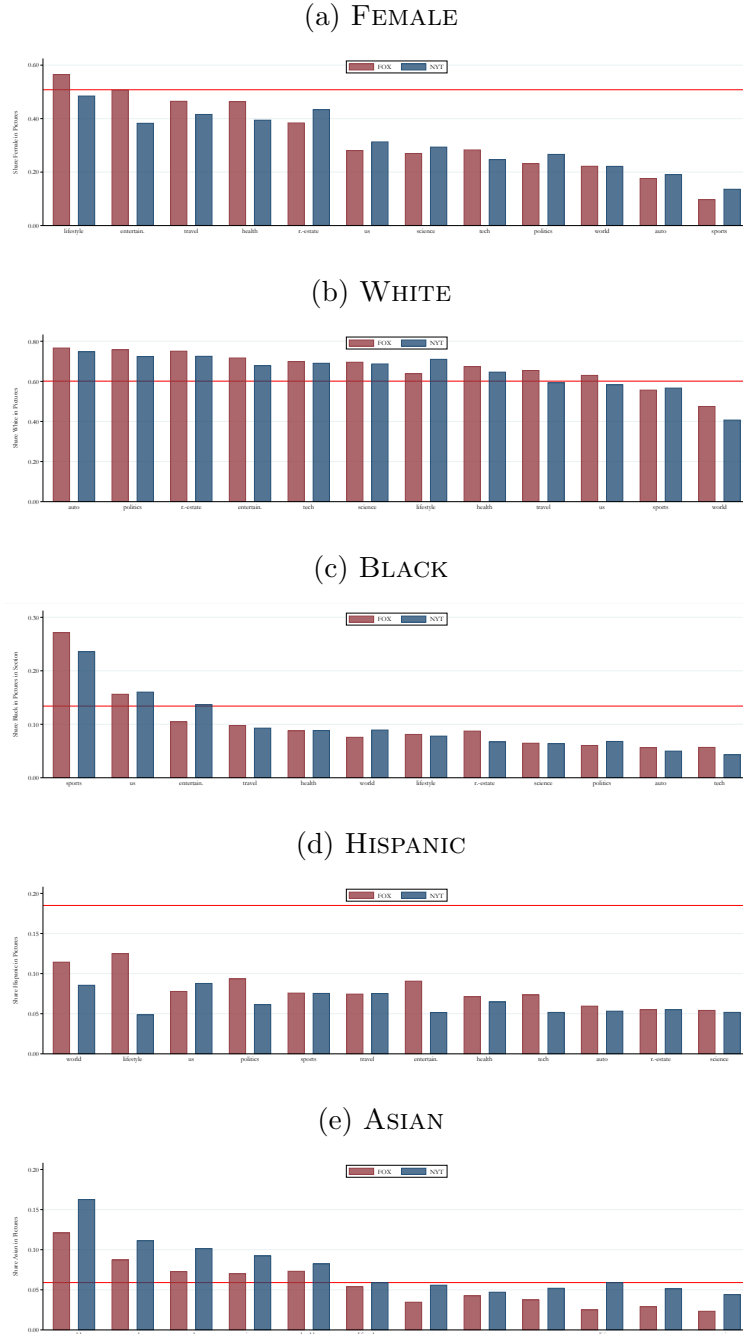 (a) FEMALE
FOX NYT
Share Female in Pictures
0.60
0.40
0.20
0.00
lifestyle entertain. travel health r.-estate us science tech politics world auto sports
(b) WHITE
FOX NYT
Share White in Pictures
0.80
0.60
0.40
0.20
0.00
auto politics r.-estate entertain. tech science lifestyle health travel us sports world
(c) BLACK
FOX NYT
Share Black in Pictures in Section
0.30
0.20
0.10
0.00
sports us entertain. travel health world lifestyle r.-estate science politics auto tech
(d) HISPANIC
FOX NYT
Share Hispanic in Pictures
0.20
0.15
0.10
0.05
0.00
world lifestyle us politics sports travel entertain. health tech auto r.-estate science
(e) ASIAN
FOX NYT
Share Asian in Pictures
0.20
0.15
0.10
0.05
0.00